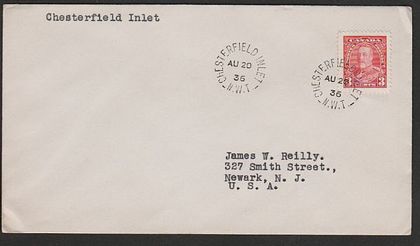 Chesterfield Inlet
CHESTERFIELD INLET
AU 20
36
N.W.T.
CHESTERFIELD INLET
AU 20
36
N.W.T.
CANADA
3
CENTS
James W. Reilly.
327 Smith Street.,
Newark, N. J.
U. S. A.